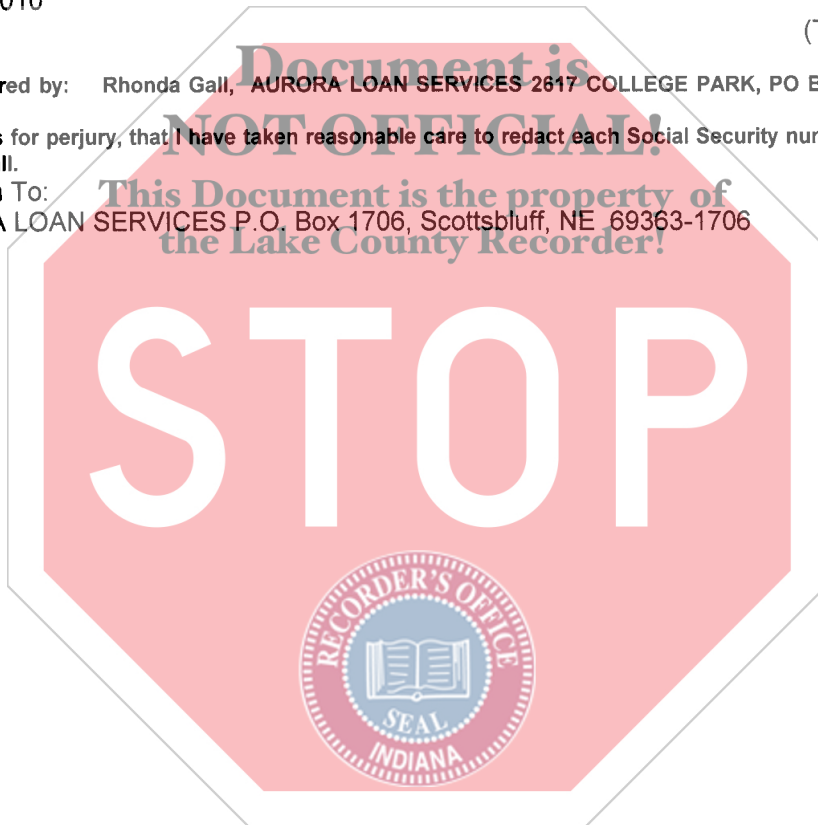 010
(T
red by: Rhonda Gall, AURORA LOAN SERVICES 2617 COLLEGE PARK, PO B
s for perjury, that I have taken reasonable care to redact each Social Security nur
ll.
To:
A LOAN SERVICES P.O. Box 1706, Scottsbluff, NE 69363-1706
Document is
NOT OFFICIAL!
This Document is the property of
the Lake County Recorder!
STOP
RECORDER'S OFFICE
SEAL
INDIANA